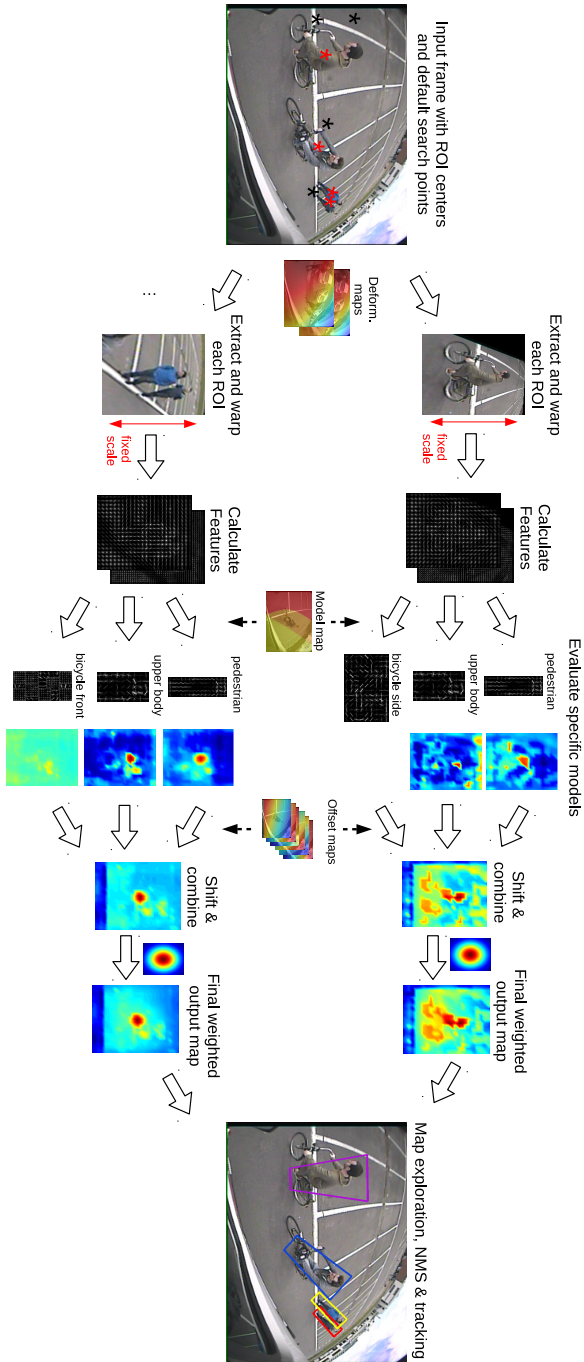 Input frame with ROI centers
and default search points
Deform.
maps
Extract and warp
each ROI
fixed
scale
...
Extract and warp
each ROI
fixed
scale
Calculate
Features
Calculate
Features
Model map
Evaluate specific models
pedestrian
upper body
bicycle side
pedestrian
upper body
bicycle front
Offset maps
Shift &
combine
Shift &
combine
Final weighted
output map
Final weighted
output map
Map exploration, NMS & tracking